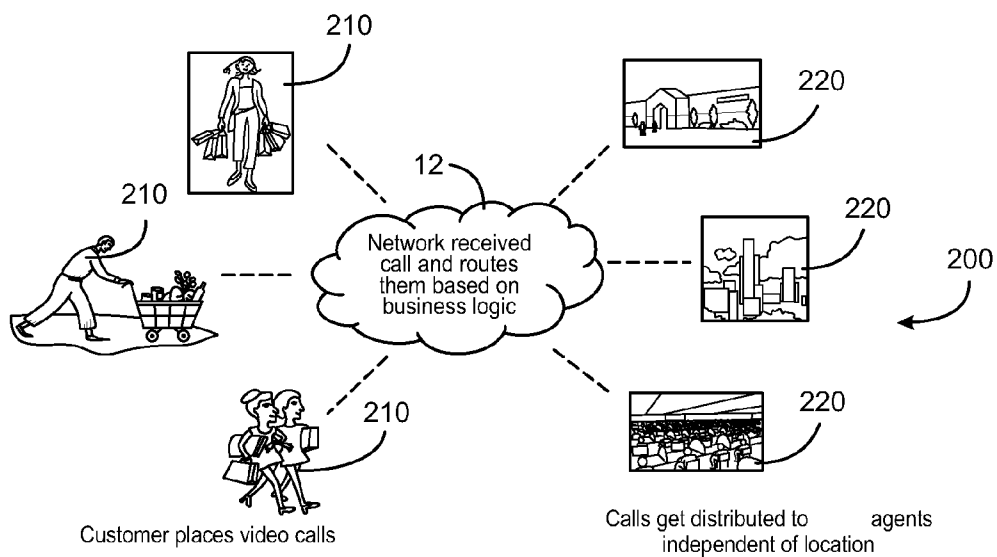 210
210
12
220
Network received
call and routes
them based on
business logic
220
200
210
220
Customer places video calls
Calls get distributed to agents
independent of location